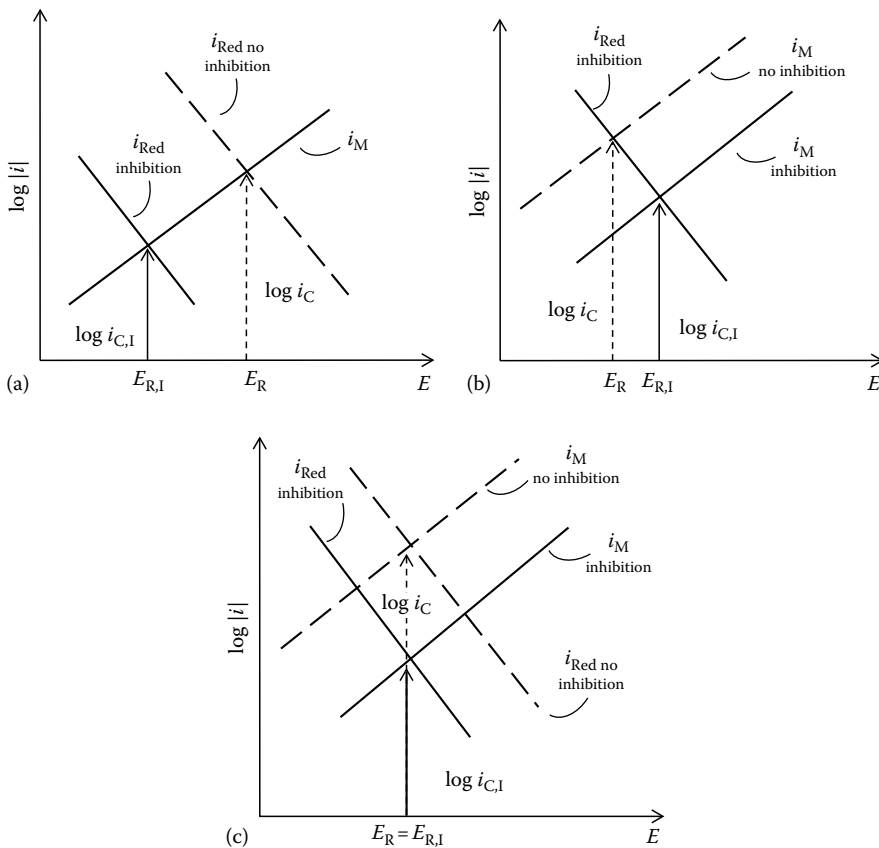 i_Red no
inhibition
i_Red
inhibition
i_M
log |i|
log i_C
log i_C,I
E_R,I
E_R
E
(a)
i_Red
inhibition
i_M
no inhibition
i_M
inhibition
log |i|
log i_C
log i_C,I
E_R
E_R,I
E
(b)
i_Red
inhibition
i_M
no inhibition
i_M
inhibition
log |i|
log i_C
i_Red no
inhibition
log i_C,I
E_R = E_R,I
E
(c)